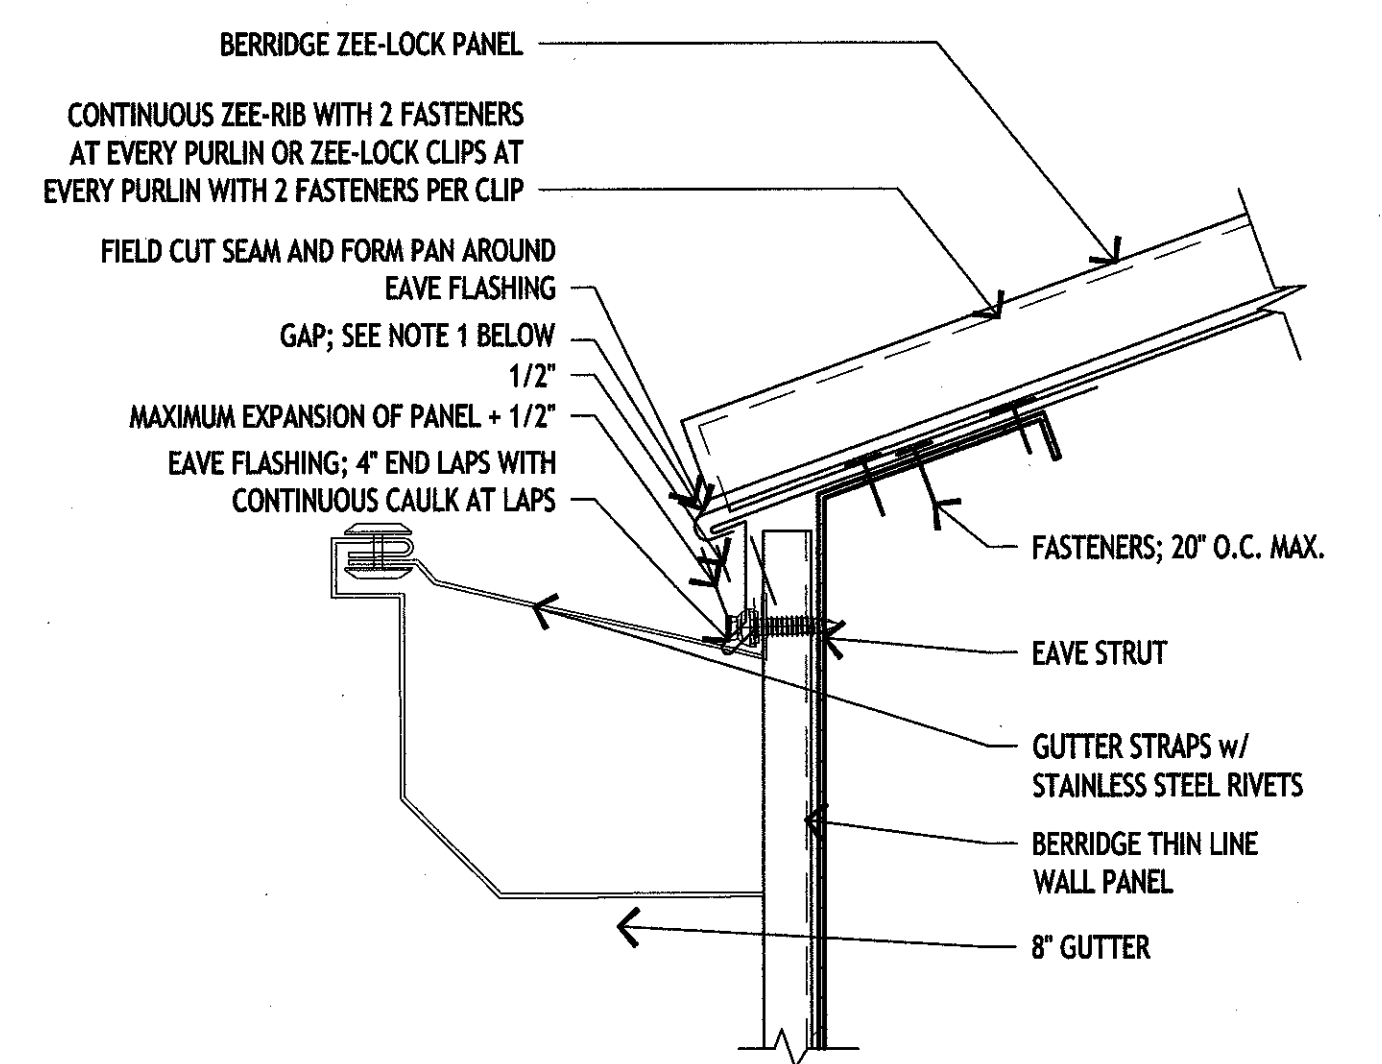 BERRIDGE ZEE-LOCK PANEL
CONTINUOUS ZEE-RIB WITH 2 FASTENERS
AT EVERY PURLIN OR ZEE-LOCK CLIPS AT
EVERY PURLIN WITH 2 FASTENERS PER CLIP
FIELD CUT SEAM AND FORM PAN AROUND
EAVE FLASHING
GAP; SEE NOTE 1 BELOW
1/2"
MAXIMUM EXPANSION OF PANEL + 1/2"
EAVE FLASHING; 4" END LAPS WITH
CONTINUOUS CAULK AT LAPS
FASTENERS; 20" O.C. MAX.
EAVE STRUT
GUTTER STRAPS w/
STAINLESS STEEL RIVETS
BERRIDGE THIN LINE
WALL PANEL
8" GUTTER